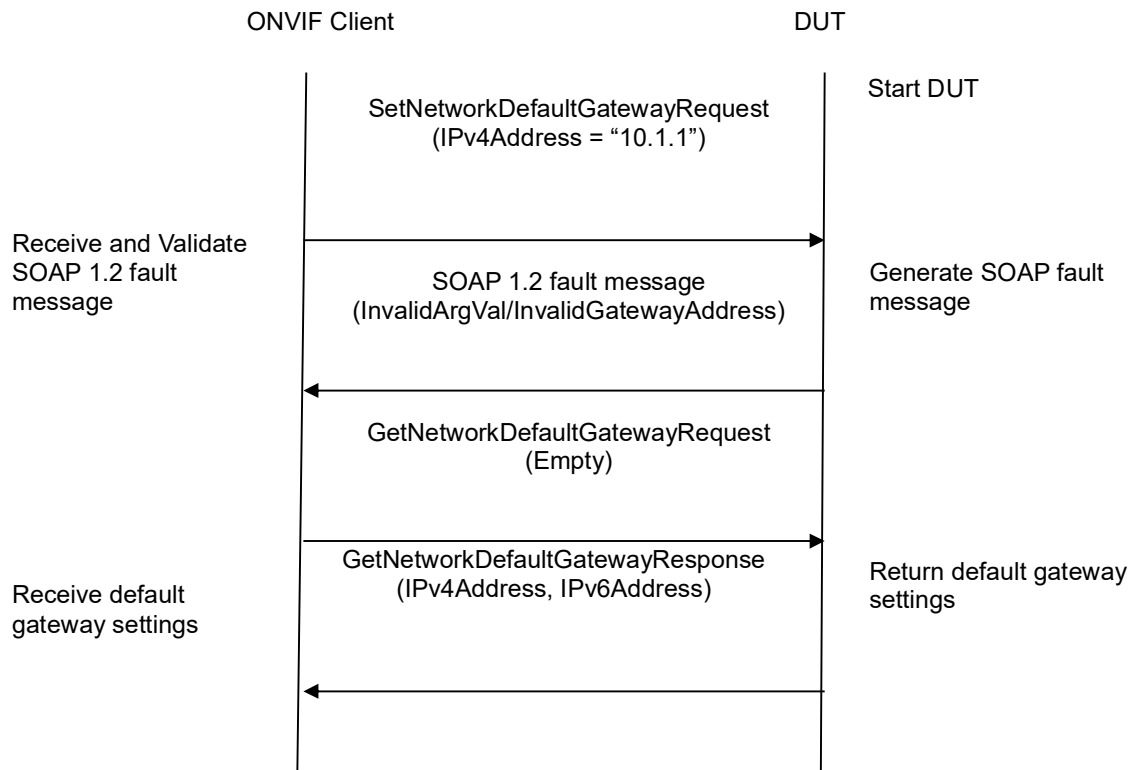 ONVIF Client
DUT
Start DUT
SetNetworkDefaultGatewayRequest
(IPv4Address = “10.1.1”)
Receive and Validate
SOAP 1.2 fault
message
SOAP 1.2 fault message
(InvalidArgVal/InvalidGatewayAddress)
Generate SOAP fault
message
GetNetworkDefaultGatewayRequest
(Empty)
GetNetworkDefaultGatewayResponse
(IPv4Address, IPv6Address)
Return default gateway
settings
Receive default
gateway settings